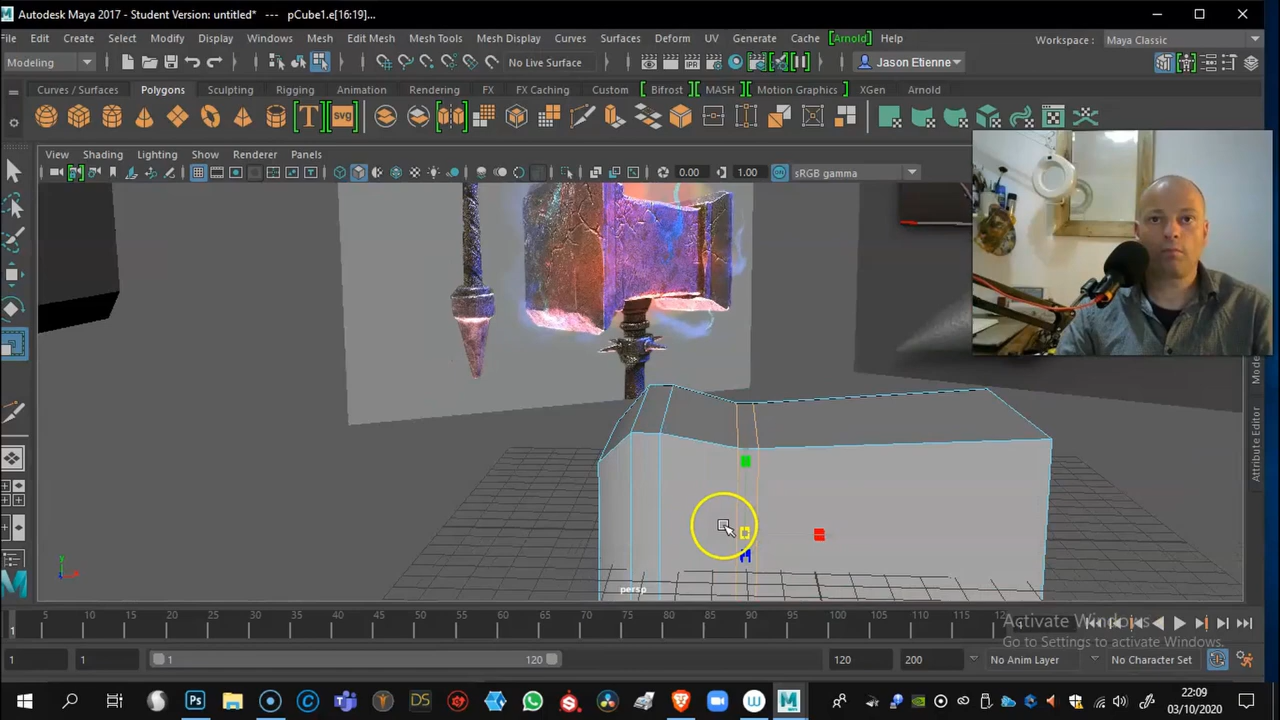 Autodesk Maya 2017 - Student Version: untitled* --- pCube1.e[16:19]...
File Edit Create Select Modify Display Windows Mesh Edit Mesh Mesh Tools Mesh Display Curves Surfaces Deform UV Generate Cache [Arnold] Help Workspace : Maya Classic
Modeling No Live Surface IPR Jason Etienne
Curves / Surfaces Polygons Sculpting Rigging Animation Rendering FX FX Caching Custom Bifrost MASH Motion Graphics XGen Arnold
T svg
View Shading Lighting Show Renderer Panels
0.00 1.00 sRGB gamma
Attribute Editor
y
persp
5 10 15 20 25 30 35 40 45 50 55 60 65 70 75 80 85 90 95 100 105 110 115
1
Activate Windows
Go to Settings to activate Windows.
1 1 1 120 120 200 No Anim Layer No Character Set
Ps DS
22:09
03/10/2020